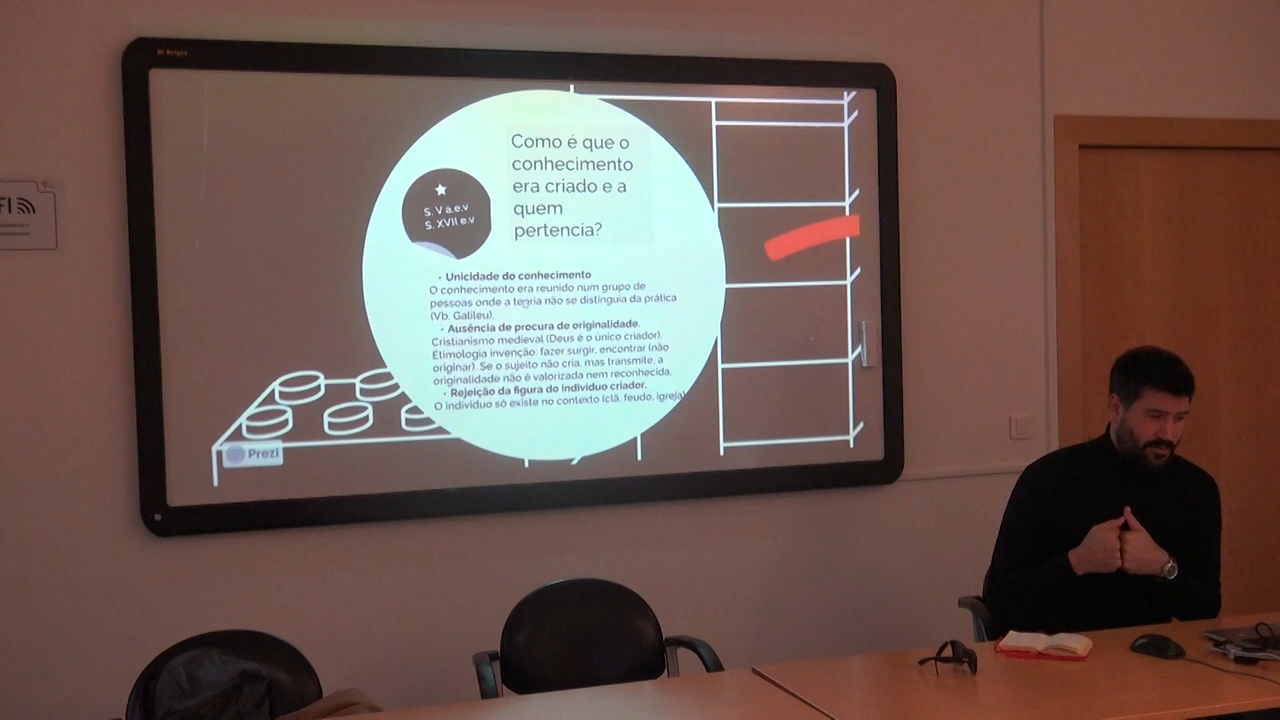 Bi Bright
FI
Como é que o
conhecimento
era criado e a
quem
pertencia?
S. V a.e.v
S. XVII e.v
• Unicidade do conhecimento
O conhecimento era reunido num grupo de
pessoas onde a teoria não se distinguia da prática
(Vb. Galileu).
• Ausência de procura de originalidade.
Cristianismo medieval (Deus é o único criador).
Etimologia invenção: fazer surgir, encontrar (não
originar). Se o sujeito não cria, mas transmite, a
originalidade não é valorizada nem reconhecida.
• Rejeição da figura do indivíduo criador.
O indivíduo só existe no contexto (clã, feudo, igreja)
Prezi